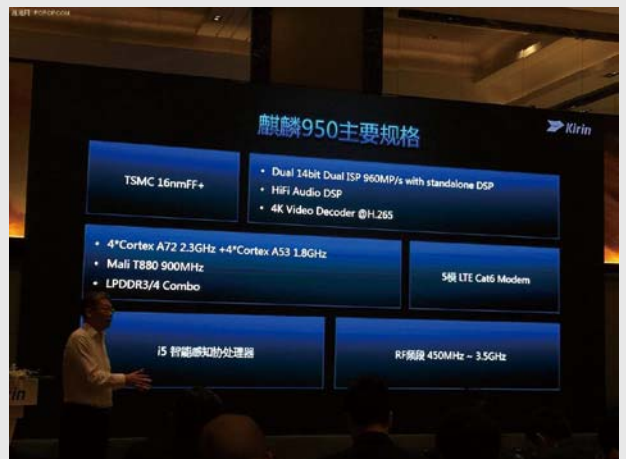 麒麟950主要规格
Kirin
TSMC 16nmFF+
• Dual 14bit Dual ISP 960MP/s with standalone DSP
• HiFi Audio DSP
• 4K Video Decoder @H.265
• 4*Cortex A72 2.3GHz +4*Cortex A53 1.8GHz
• Mali T880 900MHz
• LPDDR3/4 Combo
5模 LTE Cat6 Modem
i5 智能感知协处理器
RF频段 450MHz ~ 3.5GHz
in